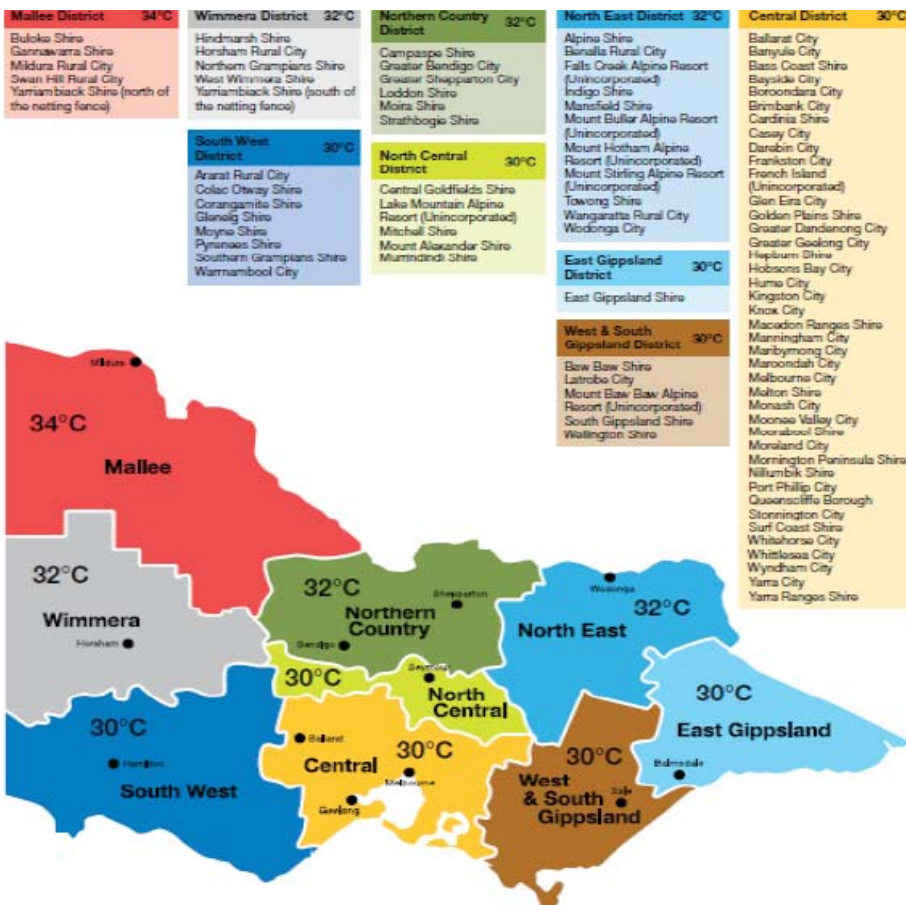 Mallee District 34°C
Buloke Shire
Gannawarra Shire
Mildura Rural City
Swan Hill Rural City
Yarriambiack Shire (north of
the netting fence)
Wimmera District 32°C
Hindmarsh Shire
Horsham Rural City
Northern Grampians Shire
West Wimmera Shire
Yarriambiack Shire (south of
the netting fence)
South West
District 30°C
Ararat Rural City
Colac Otway Shire
Corangamite Shire
Glenelg Shire
Moyne Shire
Pyrenees Shire
Southern Grampians Shire
Warrnambool City
Northern Country
District 32°C
Campaspe Shire
Greater Bendigo City
Greater Shepparton City
Loddon Shire
Moira Shire
Strathbogie Shire
North Central
District 30°C
Central Goldfields Shire
Lake Mountain Alpine
Resort (Unincorporated)
Mitchell Shire
Mount Alexander Shire
Murrindindi Shire
North East District 32°C
Alpine Shire
Benalla Rural City
Falls Creek Alpine Resort
(Unincorporated)
Indigo Shire
Mansfield Shire
Mount Buller Alpine Resort
(Unincorporated)
Mount Hotham Alpine
Resort (Unincorporated)
Mount Stirling Alpine Resort
(Unincorporated)
Towong Shire
Wangaratta Rural City
Wodonga City
East Gippsland
District 30°C
East Gippsland Shire
West & South
Gippsland District 30°C
Baw Baw Shire
Latrobe City
Mount Baw Baw Alpine
Resort (Unincorporated)
South Gippsland Shire
Wellington Shire
Central District 30°C
Ballarat City
Banyule City
Bass Coast Shire
Bayside City
Boroondara City
Brimbank City
Cardinia Shire
Casey City
Darebin City
Frankston City
French Island
(Unincorporated)
Glen Eira City
Golden Plains Shire
Greater Dandenong City
Greater Geelong City
Hepburn Shire
Hobsons Bay City
Hume City
Kingston City
Knox City
Macedon Ranges Shire
Manningham City
Maribyrnong City
Maroondah City
Melbourne City
Melton Shire
Monash City
Moonee Valley City
Moorabool Shire
Moreland City
Mornington Peninsula Shire
Nillumbik Shire
Port Phillip City
Queenscliffe Borough
Stonnington City
Surf Coast Shire
Whitehorse City
Whittlesea City
Wyndham City
Yarra City
Yarra Ranges Shire
Mildura
34°C
Mallee
32°C
Wimmera
Horsham
32°C
Northern
Country
Shepparton
Bendigo
Wodonga
32°C
North East
30°C
Seymour
North
Central
30°C
East Gippsland
Bairnsdale
30°C
Hamilton
South West
Ballarat
30°C
Central
Melbourne
Geelong
30°C
West
& South
Gippsland
Sale